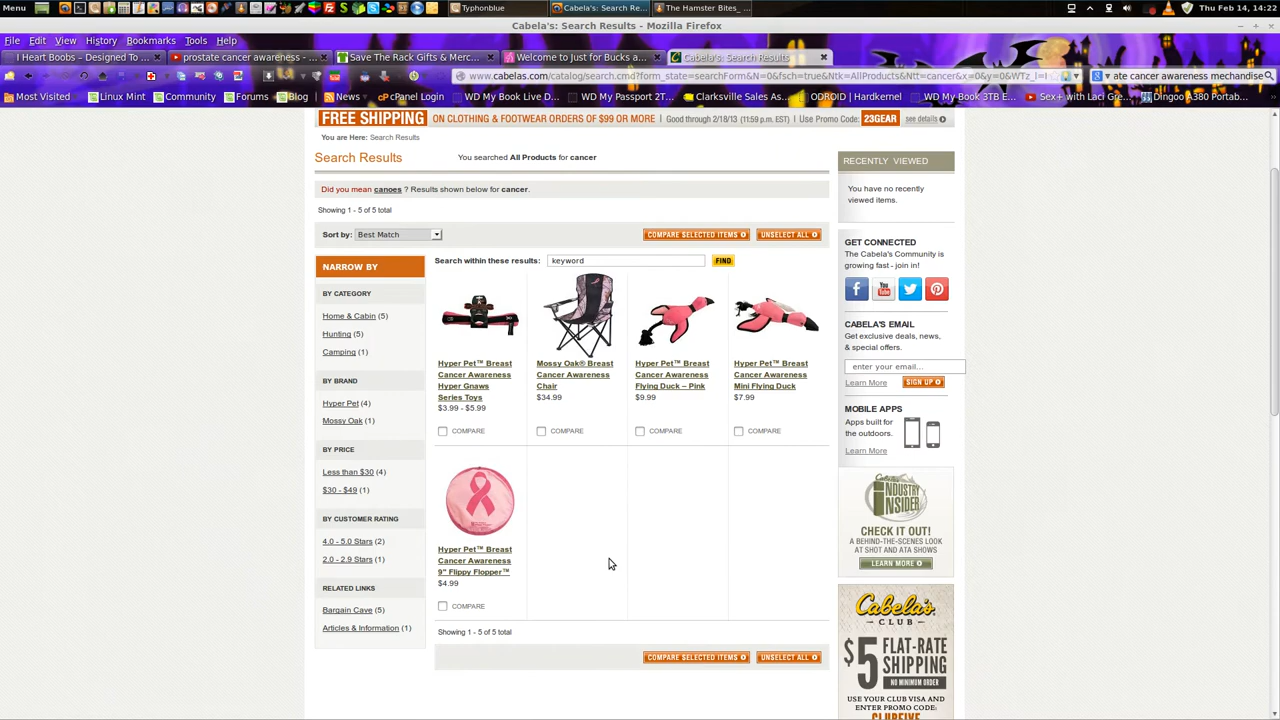 Menu Typhonblue Cabela's: Search Re... The Hamster Bites_ ... Thu Feb 14, 14:22
Cabela's: Search Results - Mozilla Firefox
File Edit View History Bookmarks Tools Help
I Heart Boobs – Designed To ... prostate cancer awareness - ... Save The Rack Gifts & Merc... Welcome to Just for Bucks a... Cabela's: Search Results
www.cabelas.com/catalog/search.cmd?form_state=searchForm&N=0&fsch=true&Ntk=AllProducts&Ntt=cancer&x=0&y=0&WTz_l= ate cancer awareness mechandise
Most Visited Linux Mint Community Forums Blog News cPanel Login WD My Book Live D... WD My Passport 2T... Clarksville Sales As... ODROID | Hardkernel WD My Book 3TB E... Sex+ with Laci Gre... Dingoo A380 Portab...
FREE SHIPPING ON CLOTHING & FOOTWEAR ORDERS OF $99 OR MORE | Good through 2/18/13 (11:59 p.m. EST) | Use Promo Code: 23GEAR see details
You are Here: Search Results
Search Results You searched All Products for cancer
Did you mean canoes ? Results shown below for cancer.
Showing 1 - 5 of 5 total
Sort by: Best Match COMPARE SELECTED ITEMS UNSELECT ALL
NARROW BY
BY CATEGORY
Home & Cabin (5)
Hunting (5)
Camping (1)
BY BRAND
Hyper Pet (4)
Mossy Oak (1)
BY PRICE
Less than $30 (4)
$30 - $49 (1)
BY CUSTOMER RATING
4.0 - 5.0 Stars (2)
2.0 - 2.9 Stars (1)
RELATED LINKS
Bargain Cave (5)
Articles & Information (1)
Search within these results: keyword FIND
Hyper Pet™ Breast
Cancer Awareness
Hyper Gnaws
Series Toys
$3.99 - $5.99
COMPARE
Mossy Oak® Breast
Cancer Awareness
Chair
$34.99
COMPARE
Hyper Pet™ Breast
Cancer Awareness
Flying Duck – Pink
$9.99
COMPARE
Hyper Pet™ Breast
Cancer Awareness
Mini Flying Duck
$7.99
COMPARE
Hyper Pet™ Breast
Cancer Awareness
9" Flippy Flopper™
$4.99
COMPARE
Showing 1 - 5 of 5 total
COMPARE SELECTED ITEMS UNSELECT ALL
RECENTLY VIEWED
You have no recently
viewed items.
GET CONNECTED
The Cabela's Community is
growing fast - join in!
You Tube
CABELA'S EMAIL
Get exclusive deals, news,
& special offers.
enter your email...
Learn More SIGN UP
MOBILE APPS
Apps built for
the outdoors.
Learn More
Cabela's
INDUSTRY
INSIDER
CHECK IT OUT!
A BEHIND-THE-SCENES LOOK
AT SHOT AND ATA SHOWS
LEARN MORE
Cabela's
CLUB
$5 FLAT-RATE
SHIPPING
NO MINIMUM ORDER
USE YOUR CLUB VISA AND
ENTER PROMO CODE:
CLUBFIVE